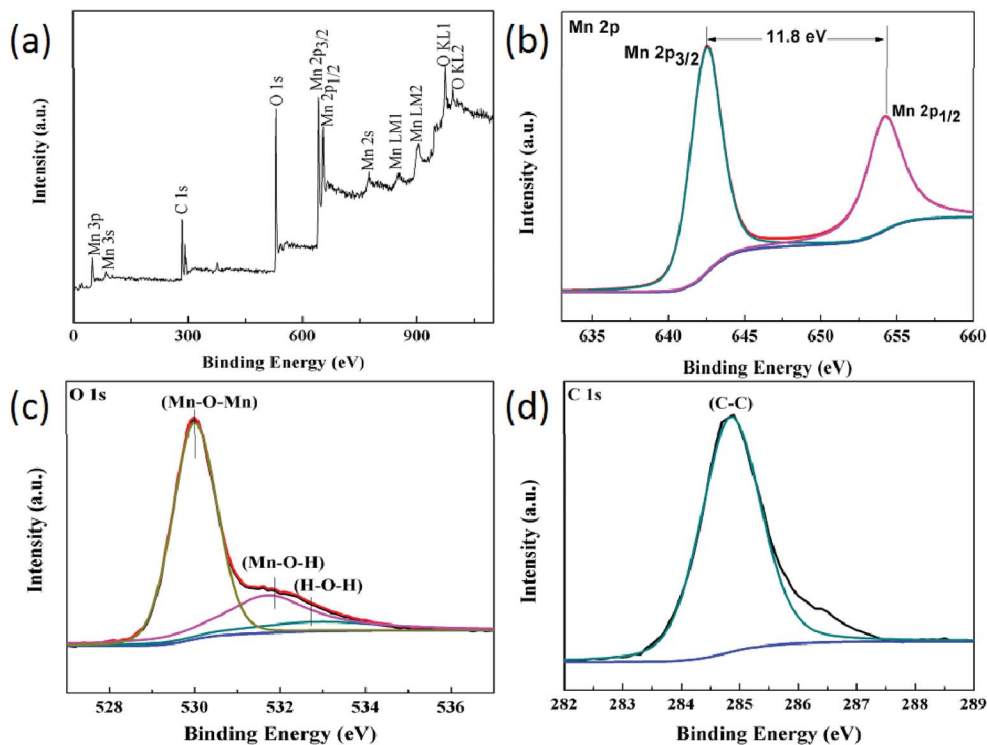 (a)
Intensity (a.u.)
Mn 3p
Mn 3s
C 1s
O 1s
Mn 2p3/2
Mn 2p1/2
Mn 2s
Mn LM1
Mn LM2
O KL1
O KL2
0 300 600 900
Binding Energy (eV)
(b)
Mn 2p
Intensity (a.u.)
11.8 eV
Mn 2p3/2
Mn 2p1/2
635 640 645 650 655 660
Binding Energy (eV)
(c)
O 1s
Intensity (a.u.)
(Mn-O-Mn)
(Mn-O-H)
(H-O-H)
528 530 532 534 536
Binding Energy (eV)
(d)
C 1s
Intensity (a.u.)
(C-C)
282 283 284 285 286 287 288 289
Binding Energy (eV)